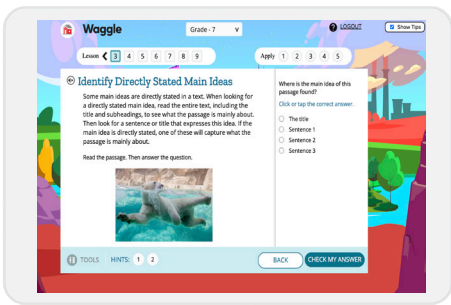 Waggle
Grade - 7 v
? LOGOUT
Show Tips
Lesson 3 4 5 6 7 8 9
Apply 1 2 3 4 5
Identify Directly Stated Main Ideas
Some main ideas are directly stated in a text. When looking for
a directly stated main idea, read the entire text, including the
title and subheadings, to see what the passage is mainly about.
Then look for a sentence or title that expresses this idea. If the
main idea is directly stated, one of these will capture what the
passage is mainly about.
Read the passage. Then answer the question.
Where is the main idea of this
passage found?
Click or tap the correct answer.
The title
Sentence 1
Sentence 2
Sentence 3
TOOLS HINTS: 1 2
BACK
CHECK MY ANSWER